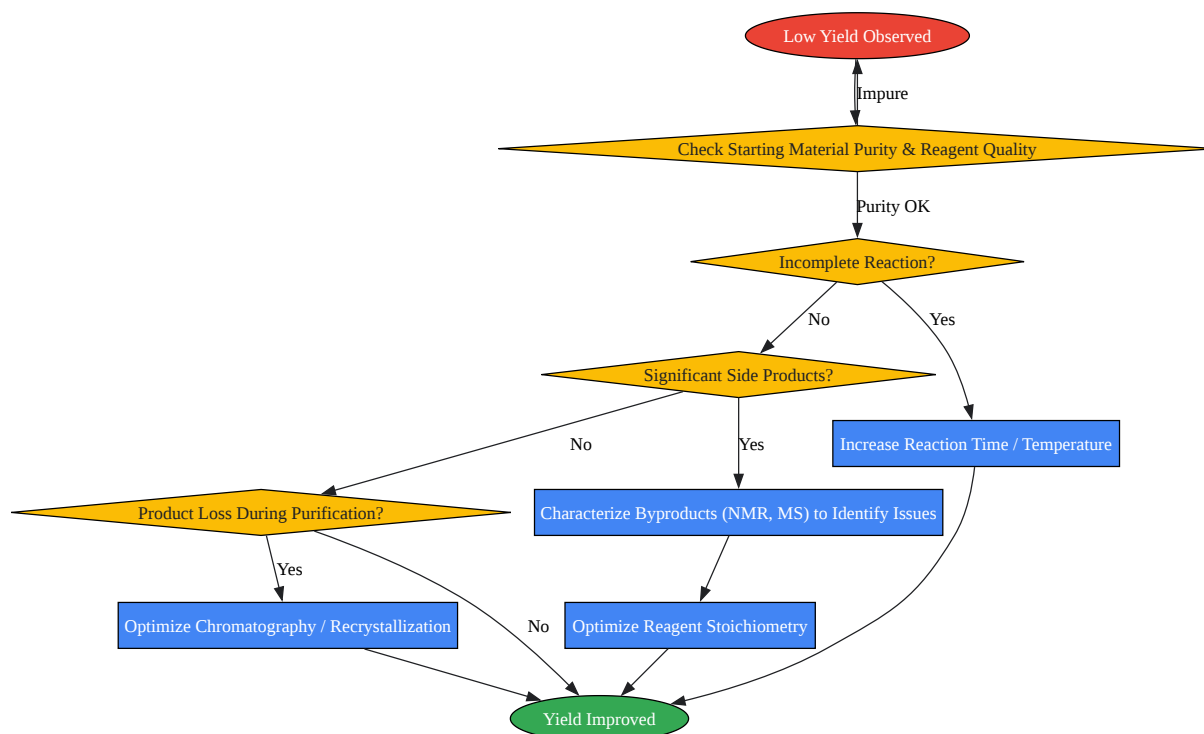 Low Yield Observed
Impure
Check Starting Material Purity & Reagent Quality
Purity OK
Incomplete Reaction?
No
Yes
Significant Side Products?
No
Yes
Increase Reaction Time / Temperature
Product Loss During Purification?
Characterize Byproducts (NMR, MS) to Identify Issues
Yes
No
Optimize Chromatography / Recrystallization
Optimize Reagent Stoichiometry
Yield Improved